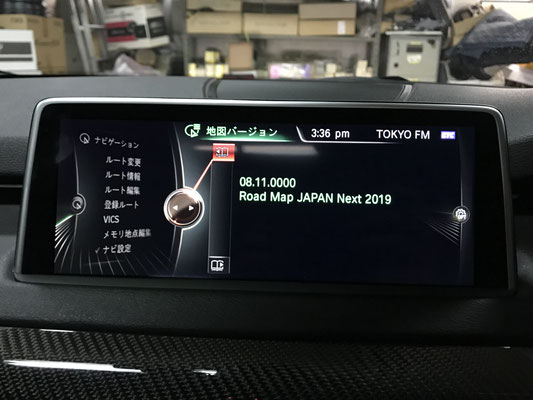 地図バージョン 3:36 pm TOKYO FM ETC
ナビゲーション
ルート変更
ルート情報
ルート編集
登録ルート
VICS
メモリ地点編集
✓ ナビ設定
08.11.0000
Road Map JAPAN Next 2019